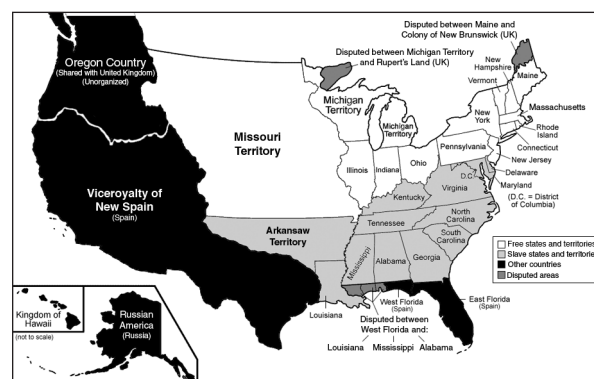 Disputed between Maine and
Colony of New Brunswick (UK)
Disputed between Michigan Territory
and Rupert's Land (UK)
Oregon Country
(Shared with United Kingdom)
(Unorganized)
New
Hampshire
Vermont
Maine
Michigan
Territory
Michigan
Territory
Massachusetts
New
York
Rhode
Island
Missouri
Territory
Connecticut
Pennsylvania
New Jersey
Illinois
Indiana
Ohio
Delaware
D.C.
Maryland
(D.C. = District
of Columbia)
Viceroyalty of
New Spain
(Spain)
Kentucky
Virginia
Arkansaw
Territory
Tennessee
North
Carolina
South
Carolina
Mississippi
Alabama
Georgia
Free states and territories
Slave states and territories
Other countries
Disputed areas
Louisiana
West Florida
(Spain)
East Florida
(Spain)
Disputed between
West Florida and:
Louisiana
Mississippi
Alabama
Kingdom of
Hawaii
(not to scale)
Russian
America
(Russia)